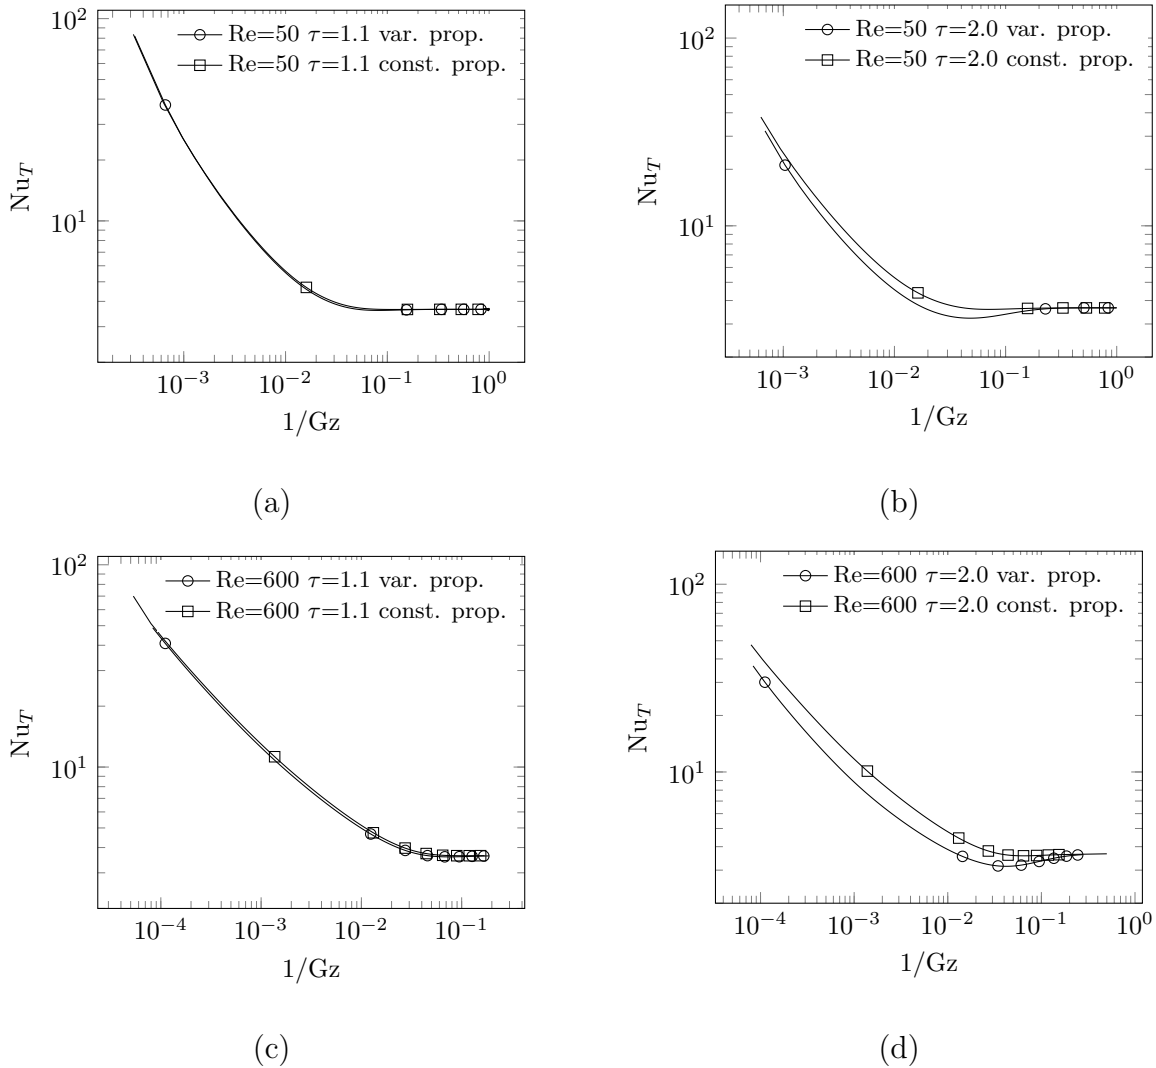 10^2
10^1
Nu_T
Re=50 τ=1.1 var. prop.
Re=50 τ=1.1 const. prop.
10^−3 10^−2 10^−1 10^0
1/Gz
(a)
10^2
10^1
Nu_T
Re=50 τ=2.0 var. prop.
Re=50 τ=2.0 const. prop.
10^−3 10^−2 10^−1 10^0
1/Gz
(b)
10^2
10^1
Nu_T
Re=600 τ=1.1 var. prop.
Re=600 τ=1.1 const. prop.
10^−4 10^−3 10^−2 10^−1
1/Gz
(c)
10^2
10^1
Nu_T
Re=600 τ=2.0 var. prop.
Re=600 τ=2.0 const. prop.
10^−4 10^−3 10^−2 10^−1 10^0
1/Gz
(d)